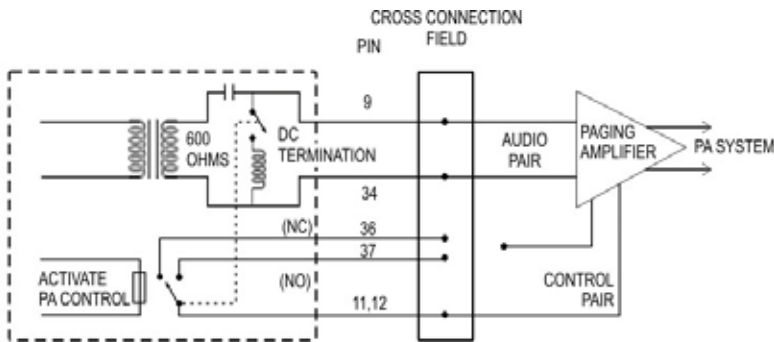 CROSS CONNECTION
FIELD
PIN
9
600
OHMS
DC
TERMINATION
AUDIO
PAIR
PAGING
AMPLIFIER
PA SYSTEM
34
(NC)
36
37
ACTIVATE
PA CONTROL
(NO)
11,12
CONTROL
PAIR